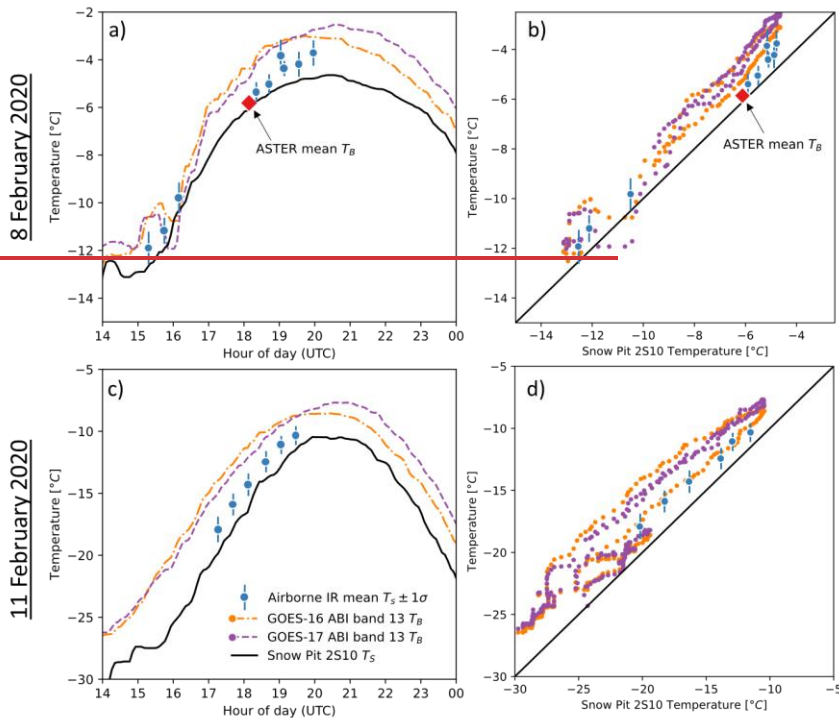 8 February 2020
a)
Temperature [°C]
−2
−4
−6
−8
−10
−12
−14
ASTER mean T_B
14 15 16 17 18 19 20 21 22 23 00
Hour of day (UTC)
b)
Temperature [°C]
−4
−6
−8
−10
−12
−14
ASTER mean T_B
−14 −12 −10 −8 −6 −4
Snow Pit 2S10 Temperature [°C]
11 February 2020
c)
Temperature [°C]
−5
−10
−15
−20
−25
−30
Airborne IR mean T_S ± 1σ
GOES-16 ABI band 13 T_B
GOES-17 ABI band 13 T_B
Snow Pit 2S10 T_S
14 15 16 17 18 19 20 21 22 23 00
Hour of day (UTC)
d)
Temperature [°C]
−5
−10
−15
−20
−25
−30
−30 −25 −20 −15 −10 −5
Snow Pit 2S10 Temperature [°C]